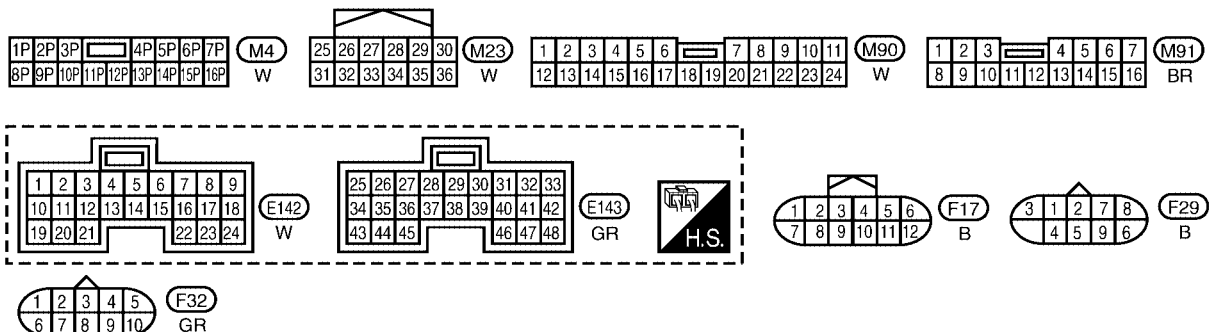 1P 2P 3P 4P 5P 6P 7P
8P 9P 10P 11P 12P 13P 14P 15P 16P
M4
W
25 26 27 28 29 30
31 32 33 34 35 36
M23
W
1 2 3 4 5 6 7 8 9 10 11
12 13 14 15 16 17 18 19 20 21 22 23 24
M90
W
1 2 3 4 5 6 7
8 9 10 11 12 13 14 15 16
M91
BR
1 2 3 4 5 6 7 8 9
10 11 12 13 14 15 16 17 18
19 20 21 22 23 24
E142
W
25 26 27 28 29 30 31 32 33
34 35 36 37 38 39 40 41 42
43 44 45 46 47 48
E143
GR
H.S.
1 2 3 4 5 6
7 8 9 10 11 12
F17
B
3 1 2 7 8
4 5 9 6
F29
B
1 2 3 4 5
6 7 8 9 10
F32
GR